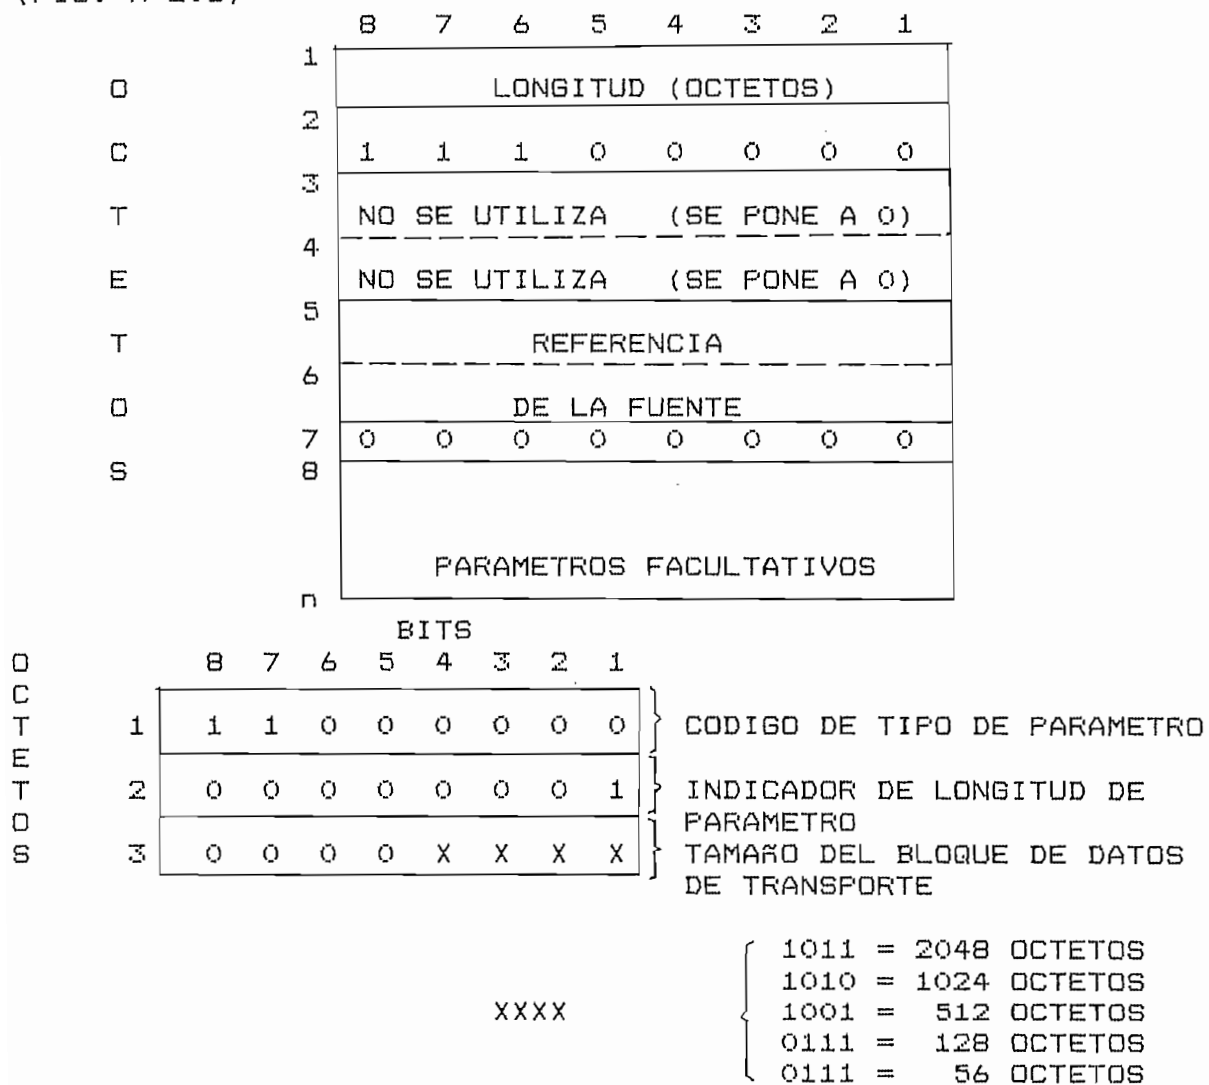 8 7 6 5 4 3 2 1
1
O LONGITUD (OCTETOS)
2
C 1 1 1 0 0 0 0 0
3
T NO SE UTILIZA (SE PONE A 0)
4
E NO SE UTILIZA (SE PONE A 0)
5
T REFERENCIA
6
O DE LA FUENTE
7 0 0 0 0 0 0 0 0
S 8
PARAMETROS FACULTATIVOS
n
BITS
O 8 7 6 5 4 3 2 1
C
T 1 1 1 0 0 0 0 0 0 } CODIGO DE TIPO DE PARAMETRO
E
T 2 0 0 0 0 0 0 0 1 } INDICADOR DE LONGITUD DE
O PARAMETRO
S 3 0 0 0 0 X X X X } TAMAÑO DEL BLOQUE DE DATOS
DE TRANSPORTE
1011 = 2048 OCTETOS
1010 = 1024 OCTETOS
XXXX { 1001 = 512 OCTETOS
0111 = 128 OCTETOS
0111 = 56 OCTETOS